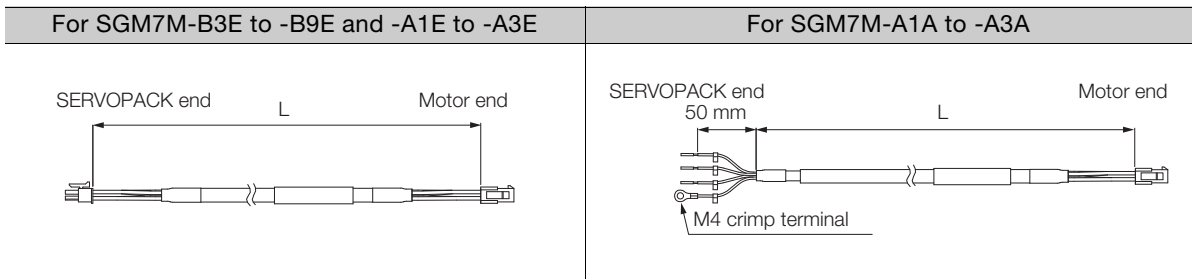 For SGM7M-B3E to -B9E and -A1E to -A3E
For SGM7M-A1A to -A3A
SERVOPACK end
L
Motor end
SERVOPACK end
50 mm
L
Motor end
M4 crimp terminal